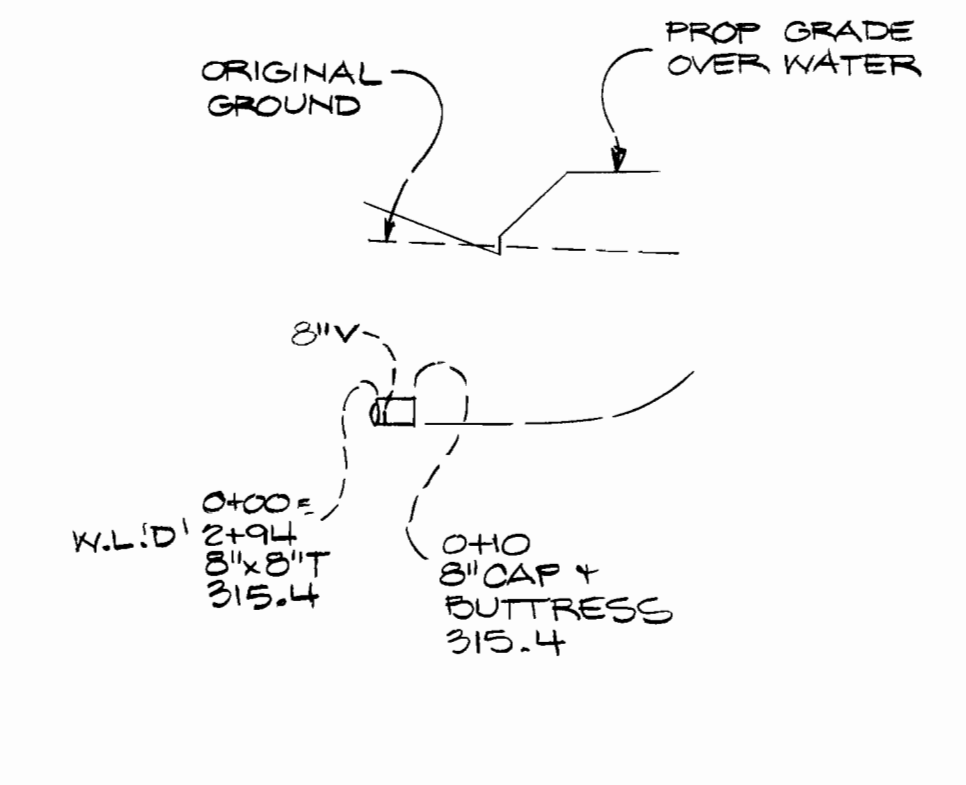 PROP GRADE
OVER WATER
ORIGINAL
GROUND
8"V
0+00=
W.L.'D' 2+94
8"x8"T
315.4
0+10
8"CAP &
BUTTRESS
315.4